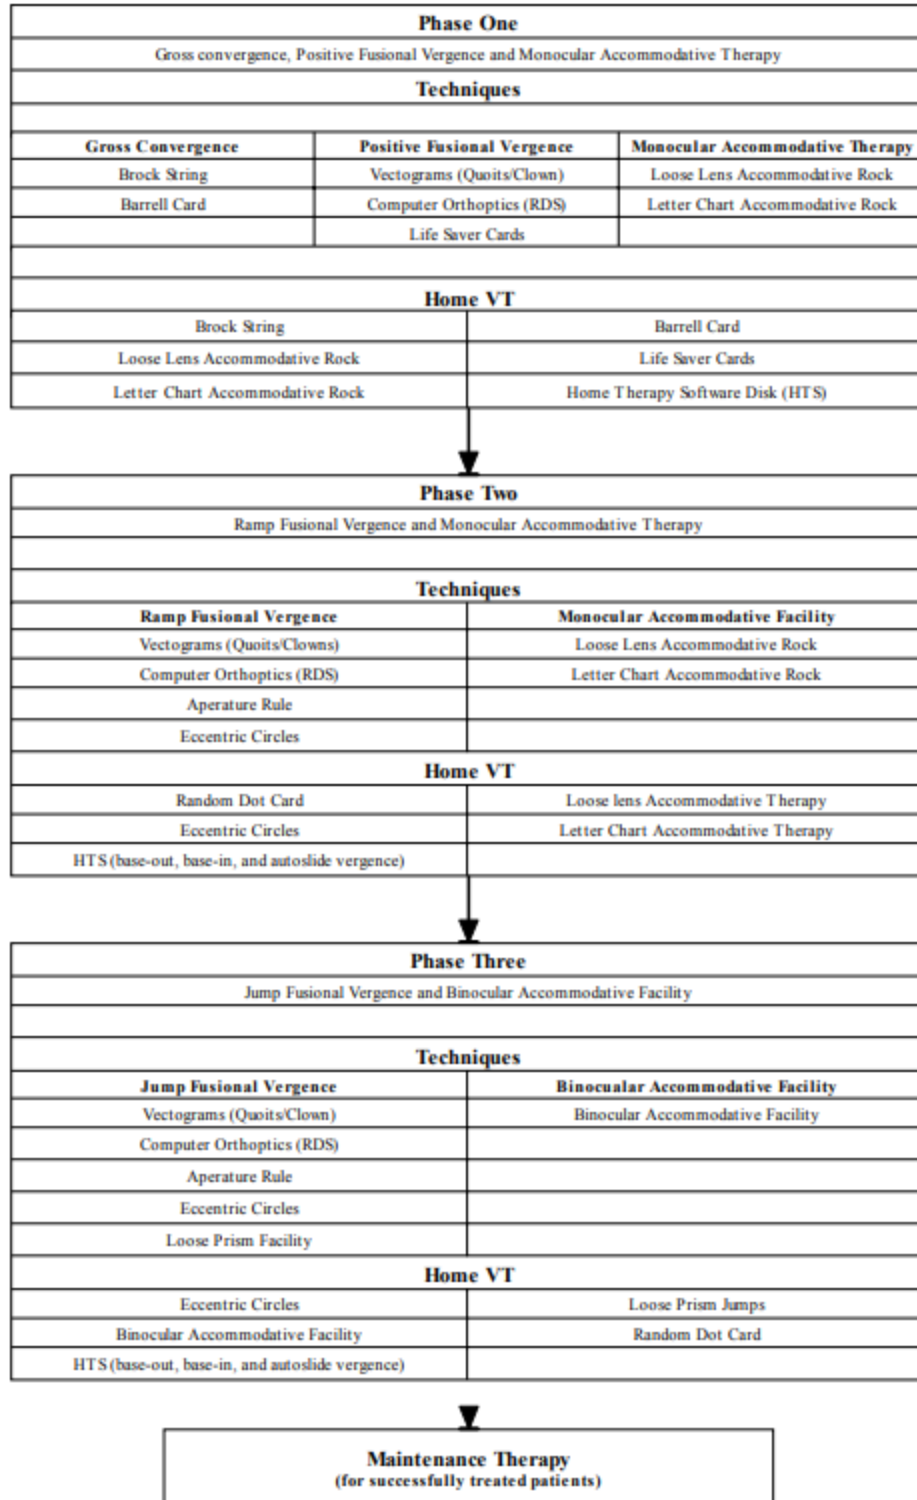 Phase One
Gross convergence, Positive Fusional Vergence and Monocular Accommodative Therapy
Techniques
Gross Convergence Positive Fusional Vergence Monocular Accommodative Therapy
Brock String Vectograms (Quoits/Clown) Loose Lens Accommodative Rock
Barrell Card Computer Orthoptics (RDS) Letter Chart Accommodative Rock
Life Saver Cards
Home VT
Brock String Barrell Card
Loose Lens Accommodative Rock Life Saver Cards
Letter Chart Accommodative Rock Home Therapy Software Disk (HTS)
Phase Two
Ramp Fusional Vergence and Monocular Accommodative Therapy
Techniques
Ramp Fusional Vergence Monocular Accommodative Facility
Vectograms (Quoits/Clowns) Loose Lens Accommodative Rock
Computer Orthoptics (RDS) Letter Chart Accommodative Rock
Aperature Rule
Eccentric Circles
Home VT
Random Dot Card Loose lens Accommodative Therapy
Eccentric Circles Letter Chart Accommodative Therapy
HTS (base-out, base-in, and autoslide vergence)
Phase Three
Jump Fusional Vergence and Binocular Accommodative Facility
Techniques
Jump Fusional Vergence Binocualar Accommodative Facility
Vectograms (Quoits/Clown) Binocular Accommodative Facility
Computer Orthoptics (RDS)
Aperature Rule
Eccentric Circles
Loose Prism Facility
Home VT
Eccentric Circles Loose Prism Jumps
Binocular Accommodative Facility Random Dot Card
HTS (base-out, base-in, and autoslide vergence)
Maintenance Therapy
(for successfully treated patients)